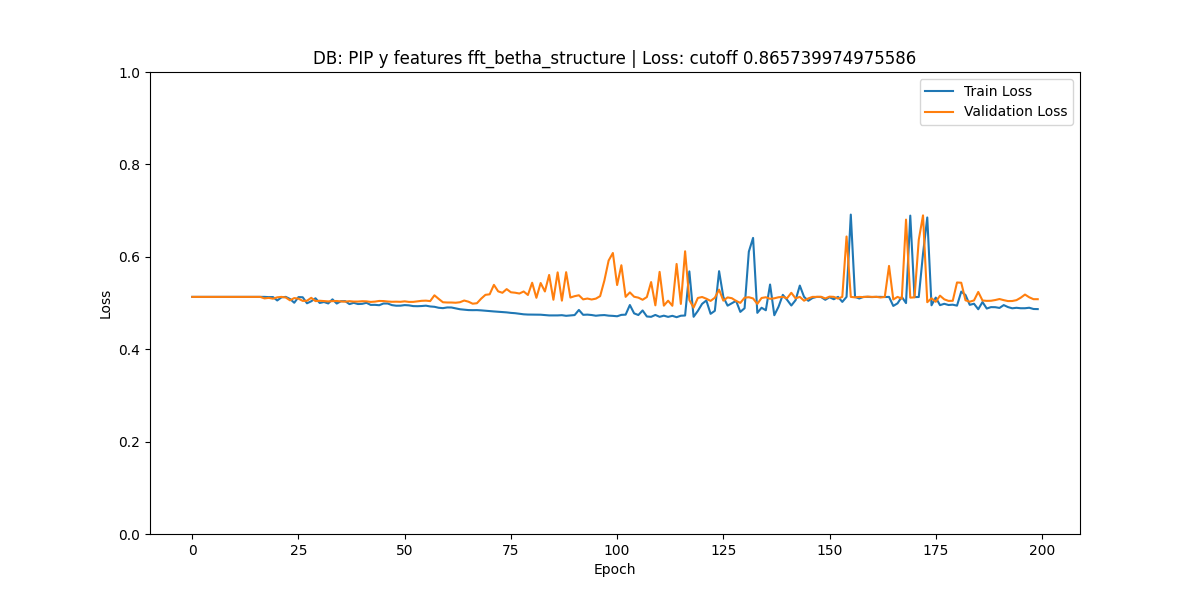 DB: PIP y features fft_betha_structure | Loss: cutoff 0.865739974975586
Train Loss
Validation Loss
1.0
0.8
0.6
0.4
0.2
0.0
Loss
0 25 50 75 100 125 150 175 200
Epoch